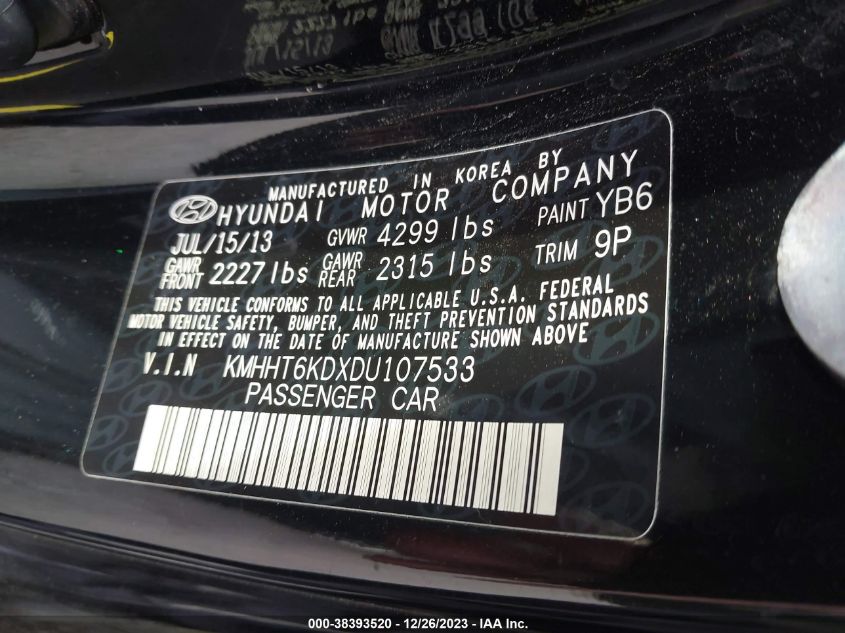 MANUFACTURED IN KOREA BY
HYUNDAI MOTOR COMPANY
JUL/15/13 GVWR 4299 lbs PAINT YB6
GAWR FRONT 2227 lbs GAWR REAR 2315 lbs TRIM 9P
THIS VEHICLE CONFORMS TO ALL APPLICABLE U.S.A. FEDERAL
MOTOR VEHICLE SAFETY, BUMPER, AND THEFT PREVENTION STANDARDS
IN EFFECT ON THE DATE OF MANUFACTURE SHOWN ABOVE
V.I.N KMHHT6KDXDU107533
PASSENGER CAR
000-38393520 - 12/26/2023 - IAA Inc.